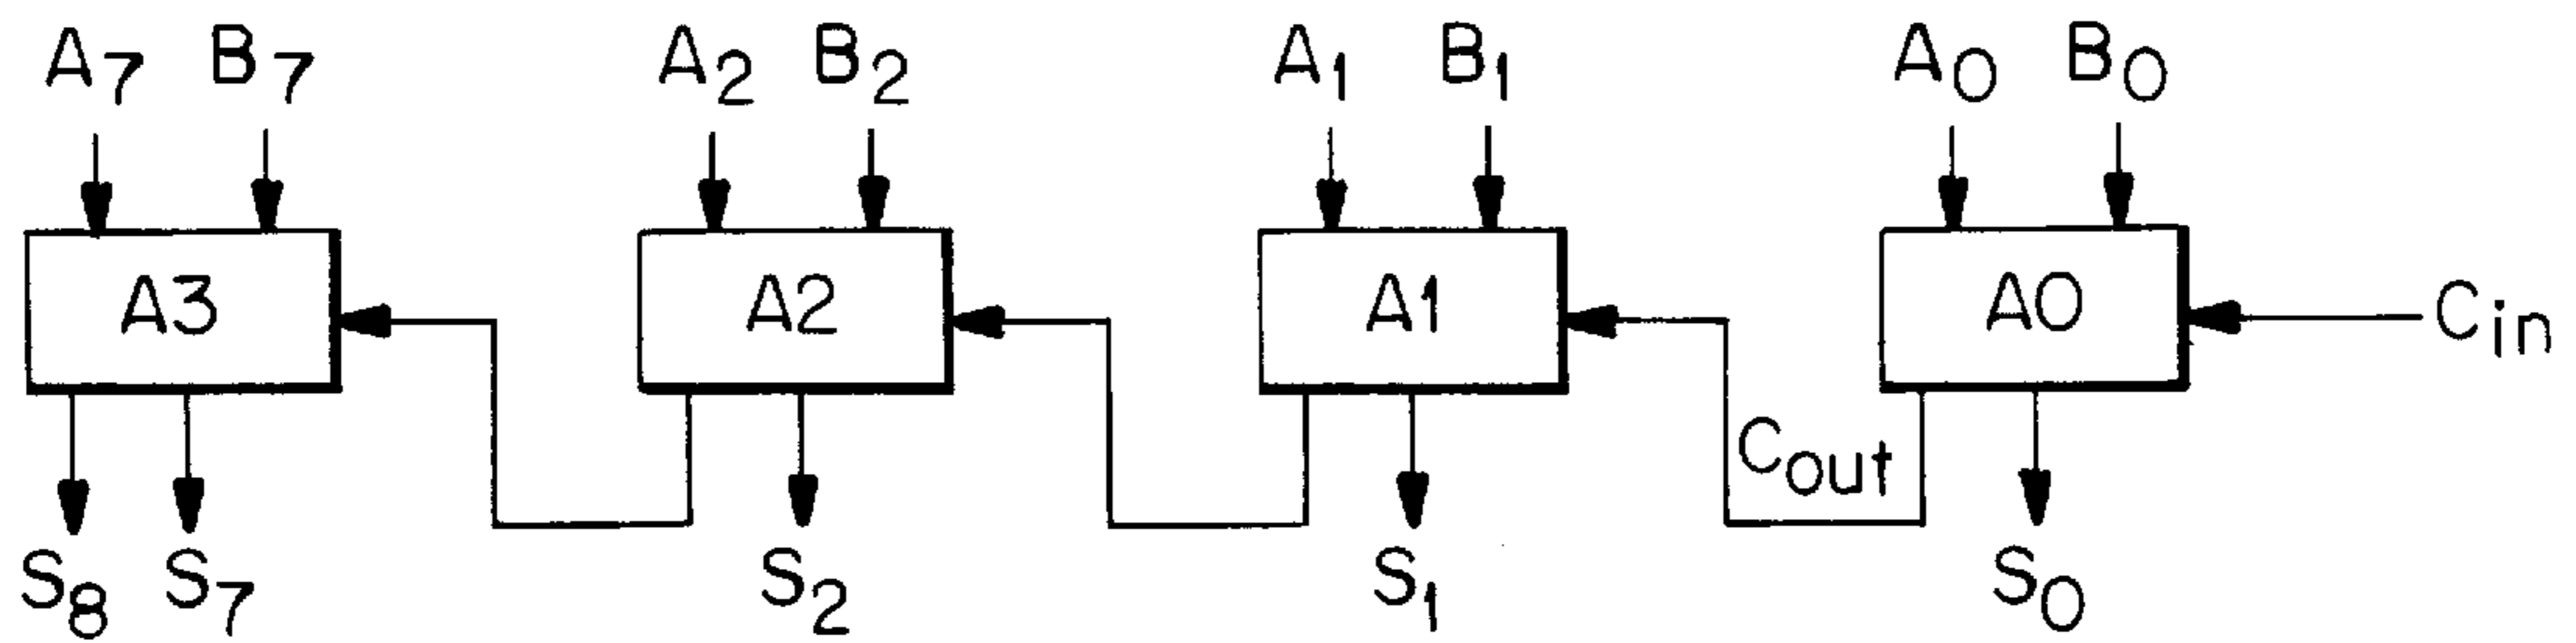 A7 B7 A2 B2 A1 B1 A0 B0
A3 A2 A1 A0 Cin
Cout
S8 S7 S2 S1 S0